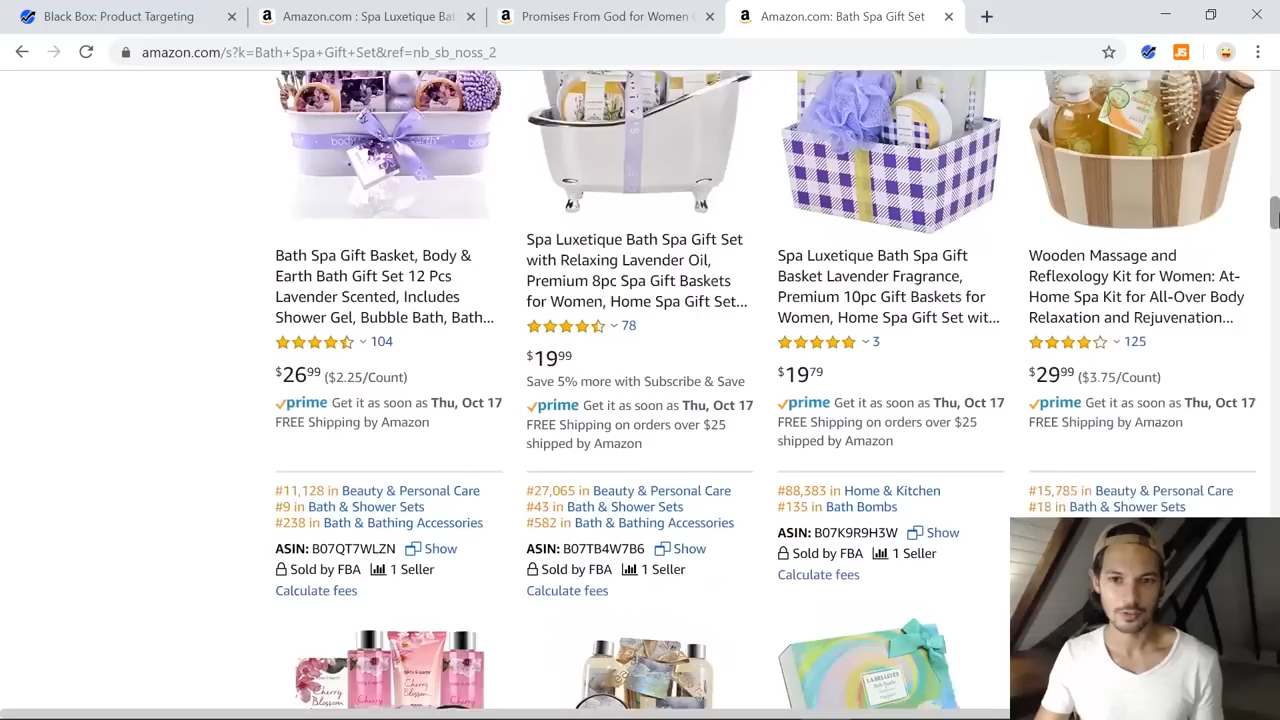 Black Box: Product Targeting
Amazon.com : Spa Luxetique Bat
Promises From God for Women
Amazon.com: Bath Spa Gift Set
amazon.com/s?k=Bath+Spa+Gift+Set&ref=nb_sb_noss_2
JS
Bath Spa Gift Basket, Body &
Earth Bath Gift Set 12 Pcs
Lavender Scented, Includes
Shower Gel, Bubble Bath, Bath...
104
$2699 ($2.25/Count)
prime Get it as soon as Thu, Oct 17
FREE Shipping by Amazon
#11,128 in Beauty & Personal Care
#9 in Bath & Shower Sets
#238 in Bath & Bathing Accessories
ASIN: B07QT7WLZN Show
Sold by FBA 1 Seller
Calculate fees
Spa Luxetique Bath Spa Gift Set
with Relaxing Lavender Oil,
Premium 8pc Spa Gift Baskets
for Women, Home Spa Gift Set...
78
$1999
Save 5% more with Subscribe & Save
prime Get it as soon as Thu, Oct 17
FREE Shipping on orders over $25
shipped by Amazon
#27,065 in Beauty & Personal Care
#43 in Bath & Shower Sets
#582 in Bath & Bathing Accessories
ASIN: B07TB4W7B6 Show
Sold by FBA 1 Seller
Calculate fees
Spa Luxetique Bath Spa Gift
Basket Lavender Fragrance,
Premium 10pc Gift Baskets for
Women, Home Spa Gift Set wit...
3
$1979
prime Get it as soon as Thu, Oct 17
FREE Shipping on orders over $25
shipped by Amazon
#88,383 in Home & Kitchen
#135 in Bath Bombs
ASIN: B07K9R9H3W Show
Sold by FBA 1 Seller
Calculate fees
Wooden Massage and
Reflexology Kit for Women: At-
Home Spa Kit for All-Over Body
Relaxation and Rejuvenation...
125
$2999 ($3.75/Count)
prime Get it as soon as Thu, Oct 17
FREE Shipping by Amazon
#15,785 in Beauty & Personal Care
#18 in Bath & Shower Sets
Cherry
Blossom